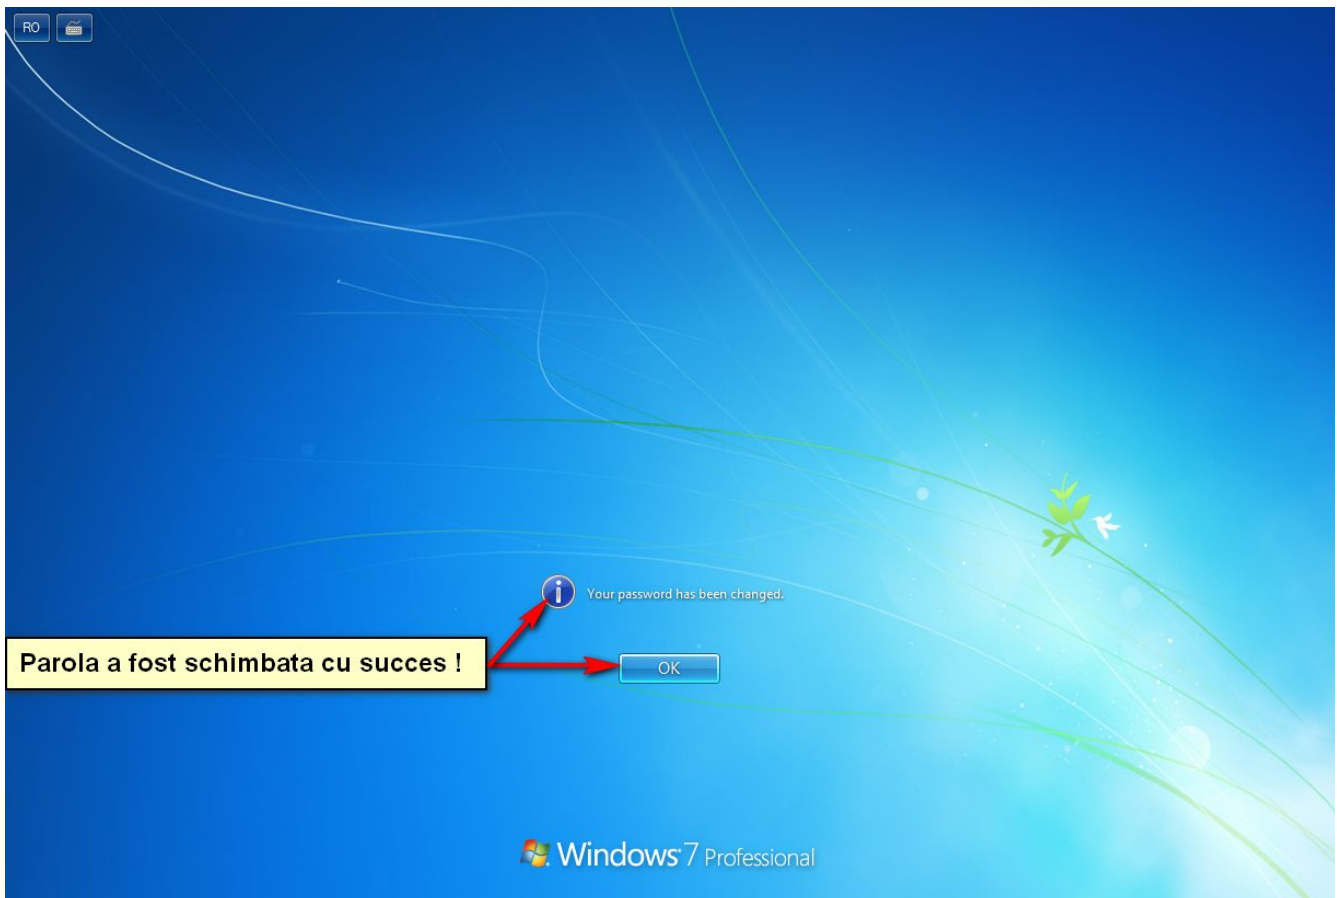 RO
Your password has been changed.
Parola a fost schimbata cu succes !
OK
Windows 7 Professional